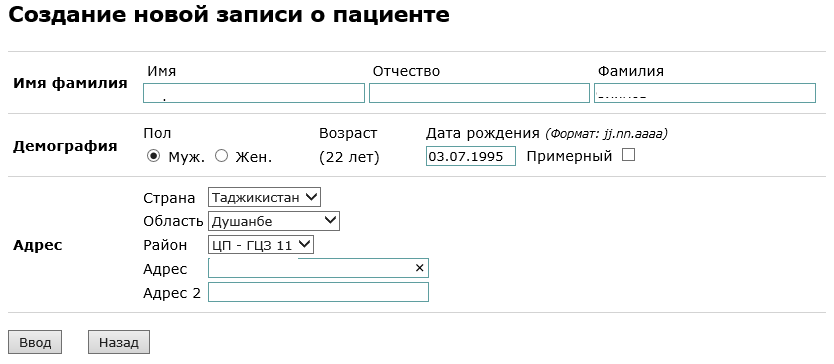 Создание новой записи о пациенте
Имя Отчество Фамилия
Имя фамилия
Пол Возраст Дата рождения (Формат: jj.nn.aaaa)
Демография
Муж. Жен. (22 лет) 03.07.1995 Примерный
Страна Таджикистан
Область Душанбе
Район ЦП - ГЦЗ 11
Адрес
Адрес ×
Адрес 2
Ввод Назад